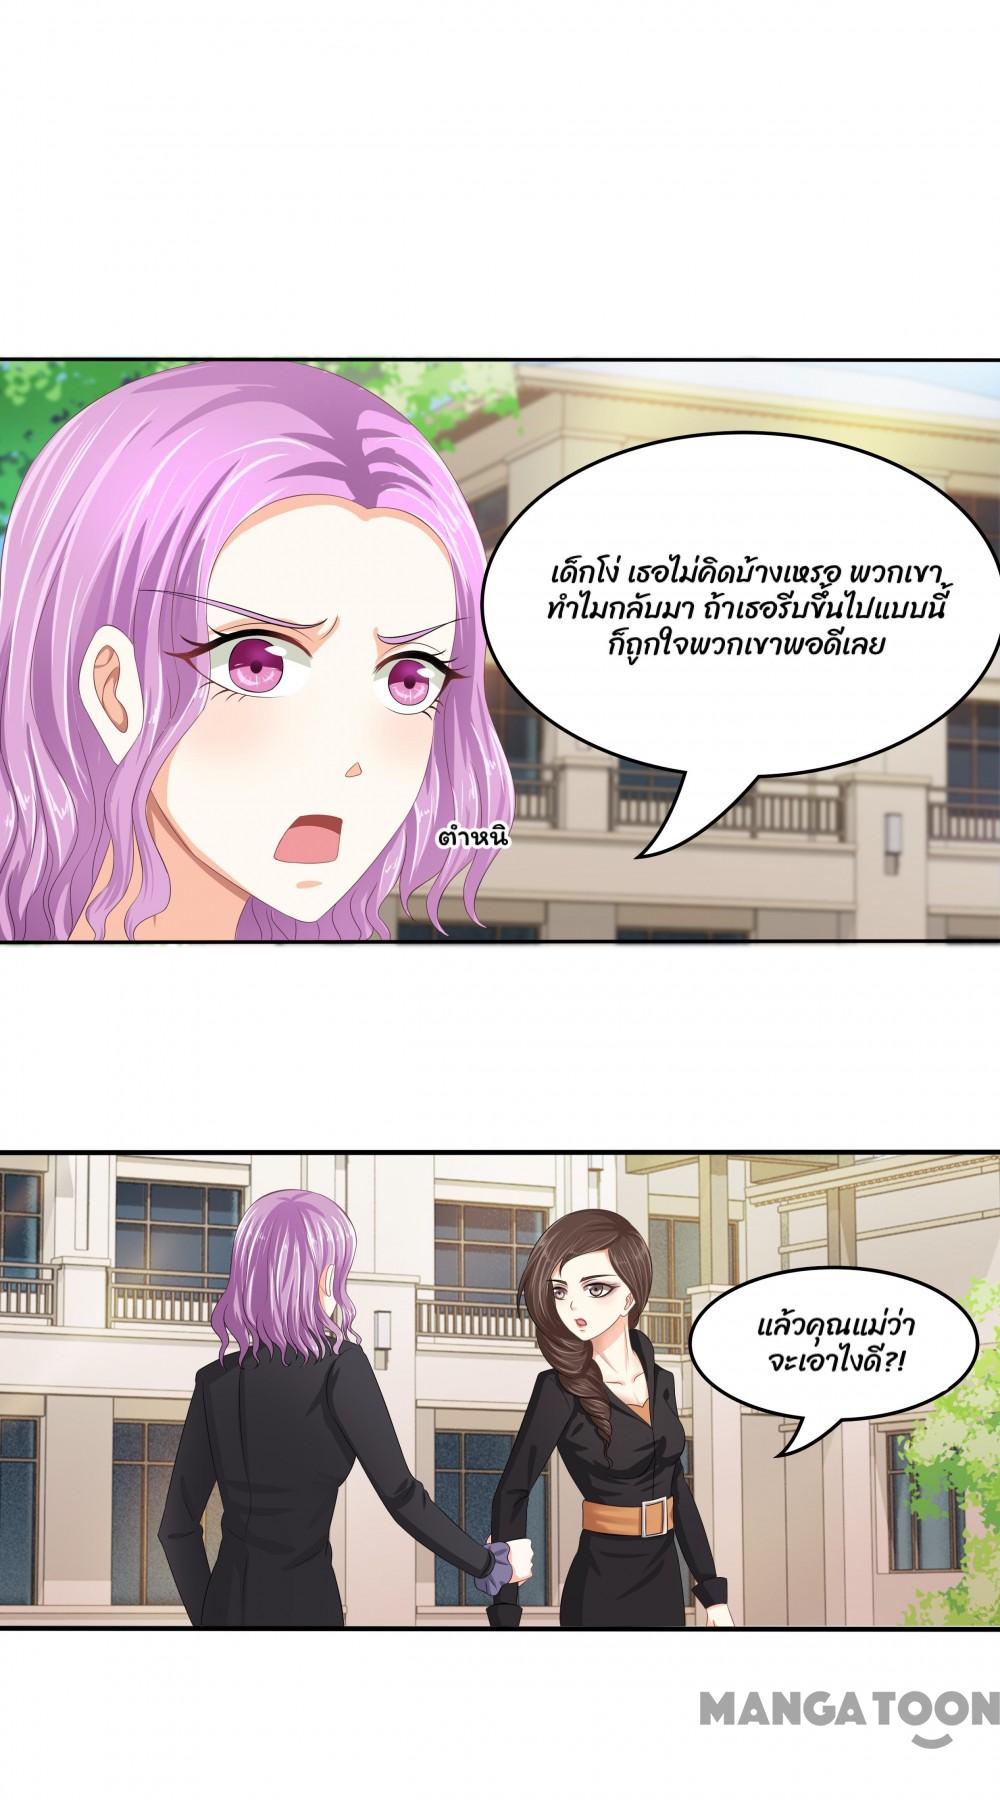 เด็กโง่ เธอไม่คิดบ้างเหรอ พวกเขา
ทำไมกลับมา ถ้าเธอรีบขึ้นไปแบบนี้
ก็ถูกใจพวกเขาพอดีเลย
ตำหนิ
แล้วคุณแม่ว่า
จะเอาไงดี?!
MANGATOON